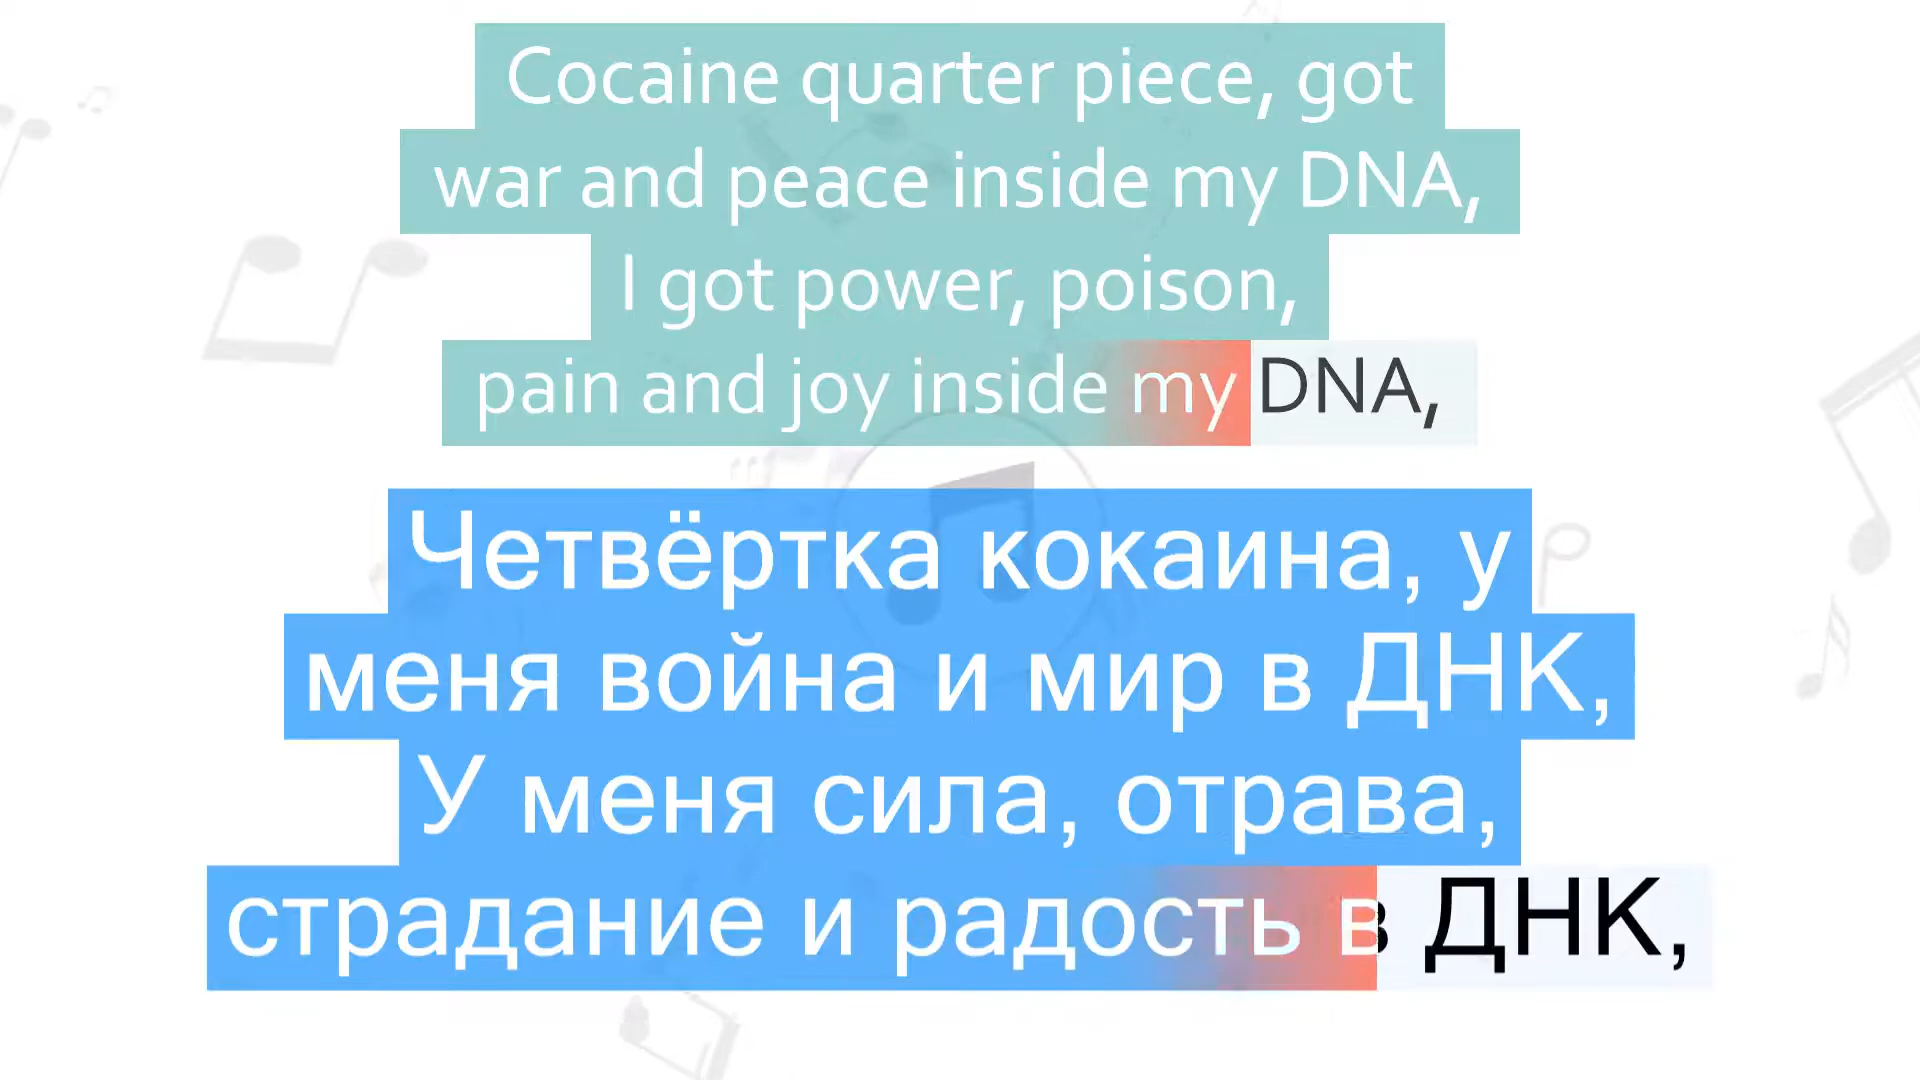 Cocaine quarter piece, got
war and peace inside my DNA,
I got power, poison,
pain and joy inside my DNA,
Четвёртка кокаина, у
меня война и мир в ДНК,
У меня сила, отрава,
страдание и радость в ДНК,